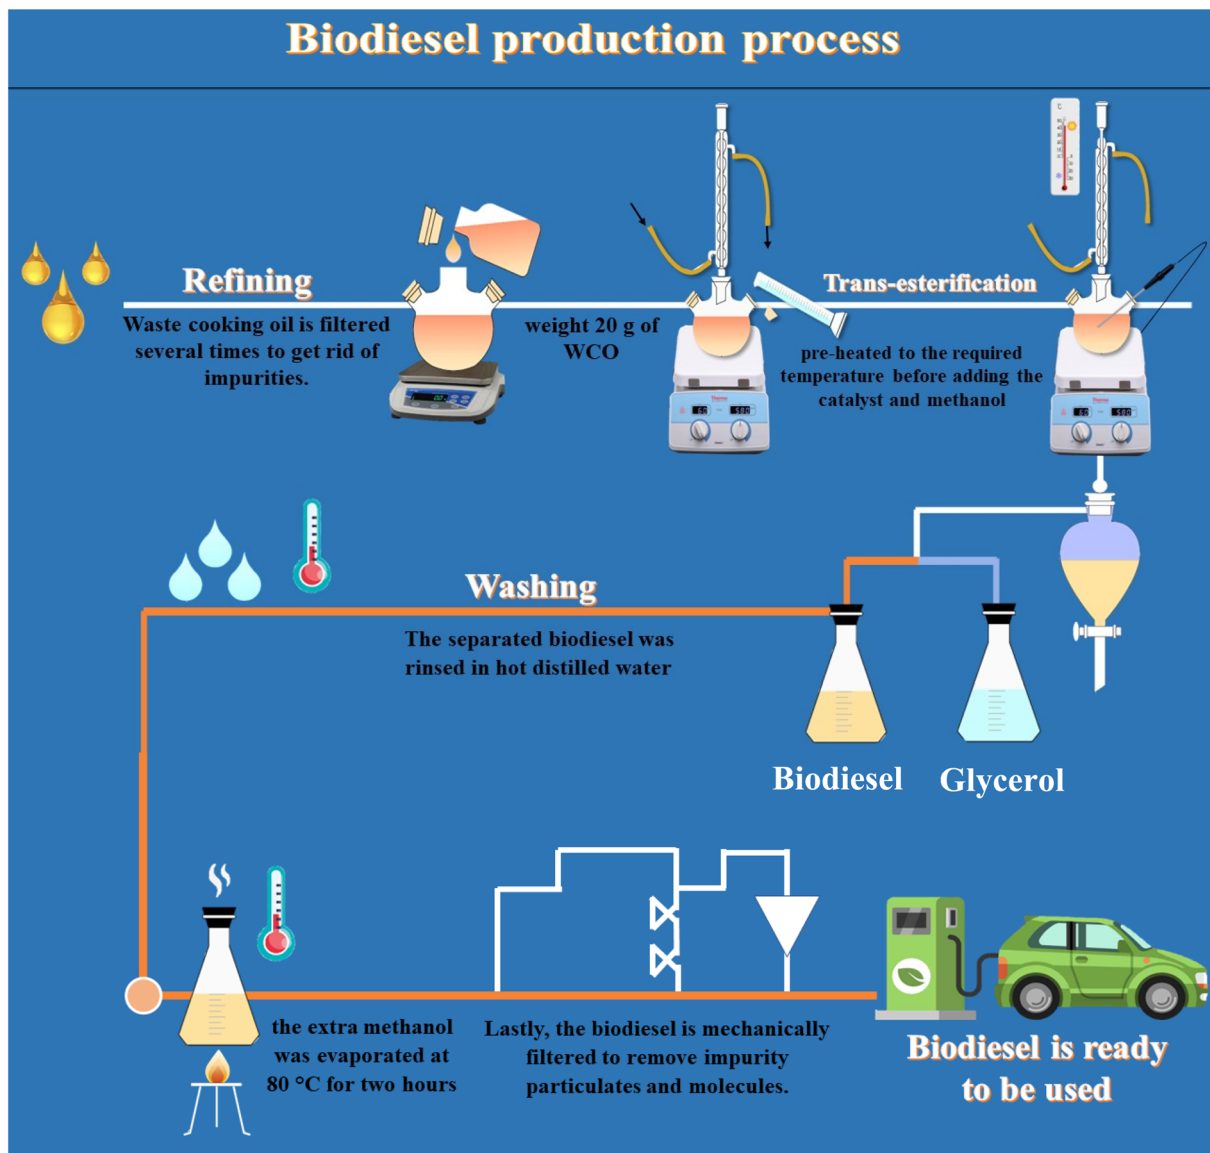 Biodiesel production process
Refining
Waste cooking oil is filtered
several times to get rid of
impurities.
weight 20 g of
WCO
Trans-esterification
pre-heated to the required
temperature before adding the
catalyst and methanol
Washing
The separated biodiesel was
rinsed in hot distilled water
Biodiesel
Glycerol
the extra methanol
was evaporated at
80 °C for two hours
Lastly, the biodiesel is mechanically
filtered to remove impurity
particulates and molecules.
Biodiesel is ready
to be used